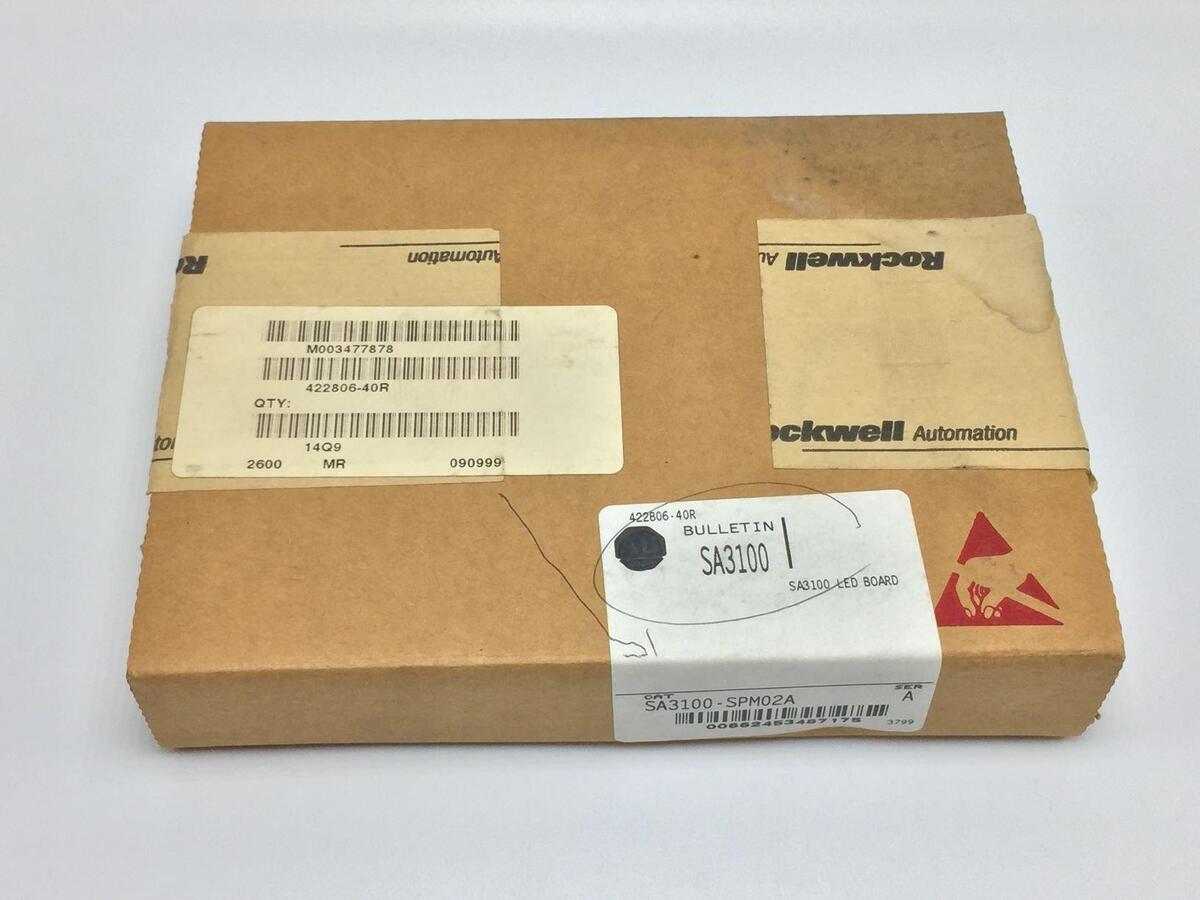 Automation
Rockwell
M003477878
422806-40R
QTY:
14Q9
2600 MR 090999
Rockwell Automation
422806-40R
BULLETIN
SA3100
SA3100 LED BOARD
CAT SER
SA3100-SPM02A A
00662453487175 3799